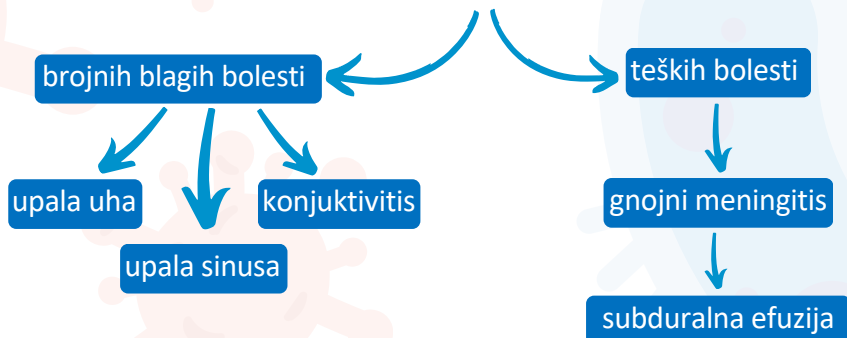 brojnih blagih bolesti
teških bolesti
upala uha
konjuktivitis
gnojni meningitis
upala sinusa
subduralna efuzija